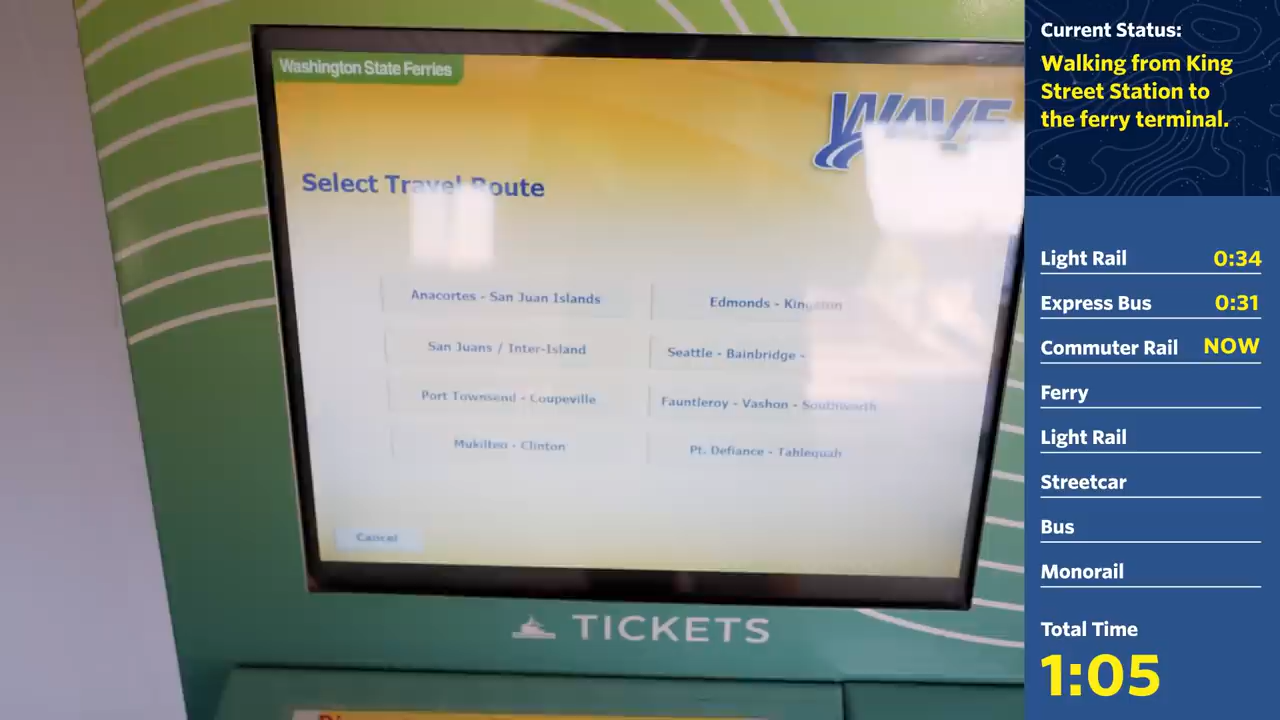 Washington State Ferries
WAVE
Select Travel Route
Anacortes - San Juan Islands
Edmonds - Kingston
San Juans / Inter-Island
Seattle - Bainbridge -
Port Townsend - Coupeville
Fauntleroy - Vashon - Southworth
Mukilteo - Clinton
Pt. Defiance - Tahlequah
Cancel
TICKETS
Current Status:
Walking from King
Street Station to
the ferry terminal.
Light Rail 0:34
Express Bus 0:31
Commuter Rail NOW
Ferry
Light Rail
Streetcar
Bus
Monorail
Total Time
1:05